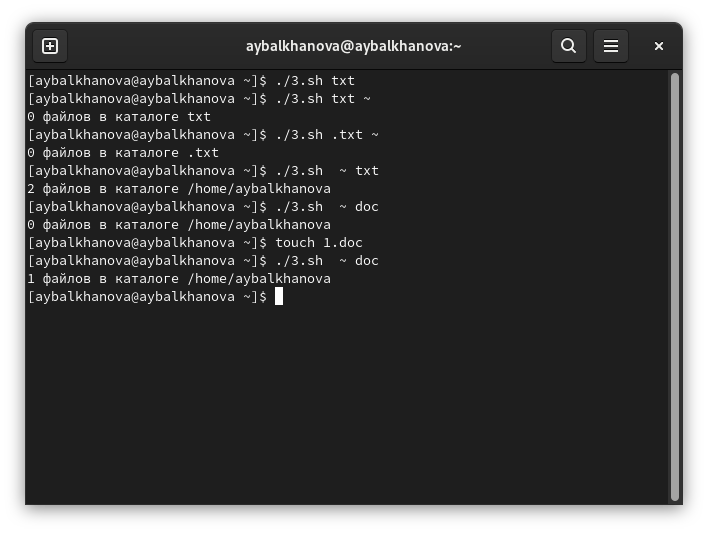 aybalkhanova@aybalkhanova:~
[aybalkhanova@aybalkhanova ~]$ ./3.sh txt
[aybalkhanova@aybalkhanova ~]$ ./3.sh txt ~
0 файлов в каталоге txt
[aybalkhanova@aybalkhanova ~]$ ./3.sh .txt ~
0 файлов в каталоге .txt
[aybalkhanova@aybalkhanova ~]$ ./3.sh  ~ txt
2 файлов в каталоге /home/aybalkhanova
[aybalkhanova@aybalkhanova ~]$ ./3.sh  ~ doc
0 файлов в каталоге /home/aybalkhanova
[aybalkhanova@aybalkhanova ~]$ touch 1.doc
[aybalkhanova@aybalkhanova ~]$ ./3.sh  ~ doc
1 файлов в каталоге /home/aybalkhanova
[aybalkhanova@aybalkhanova ~]$